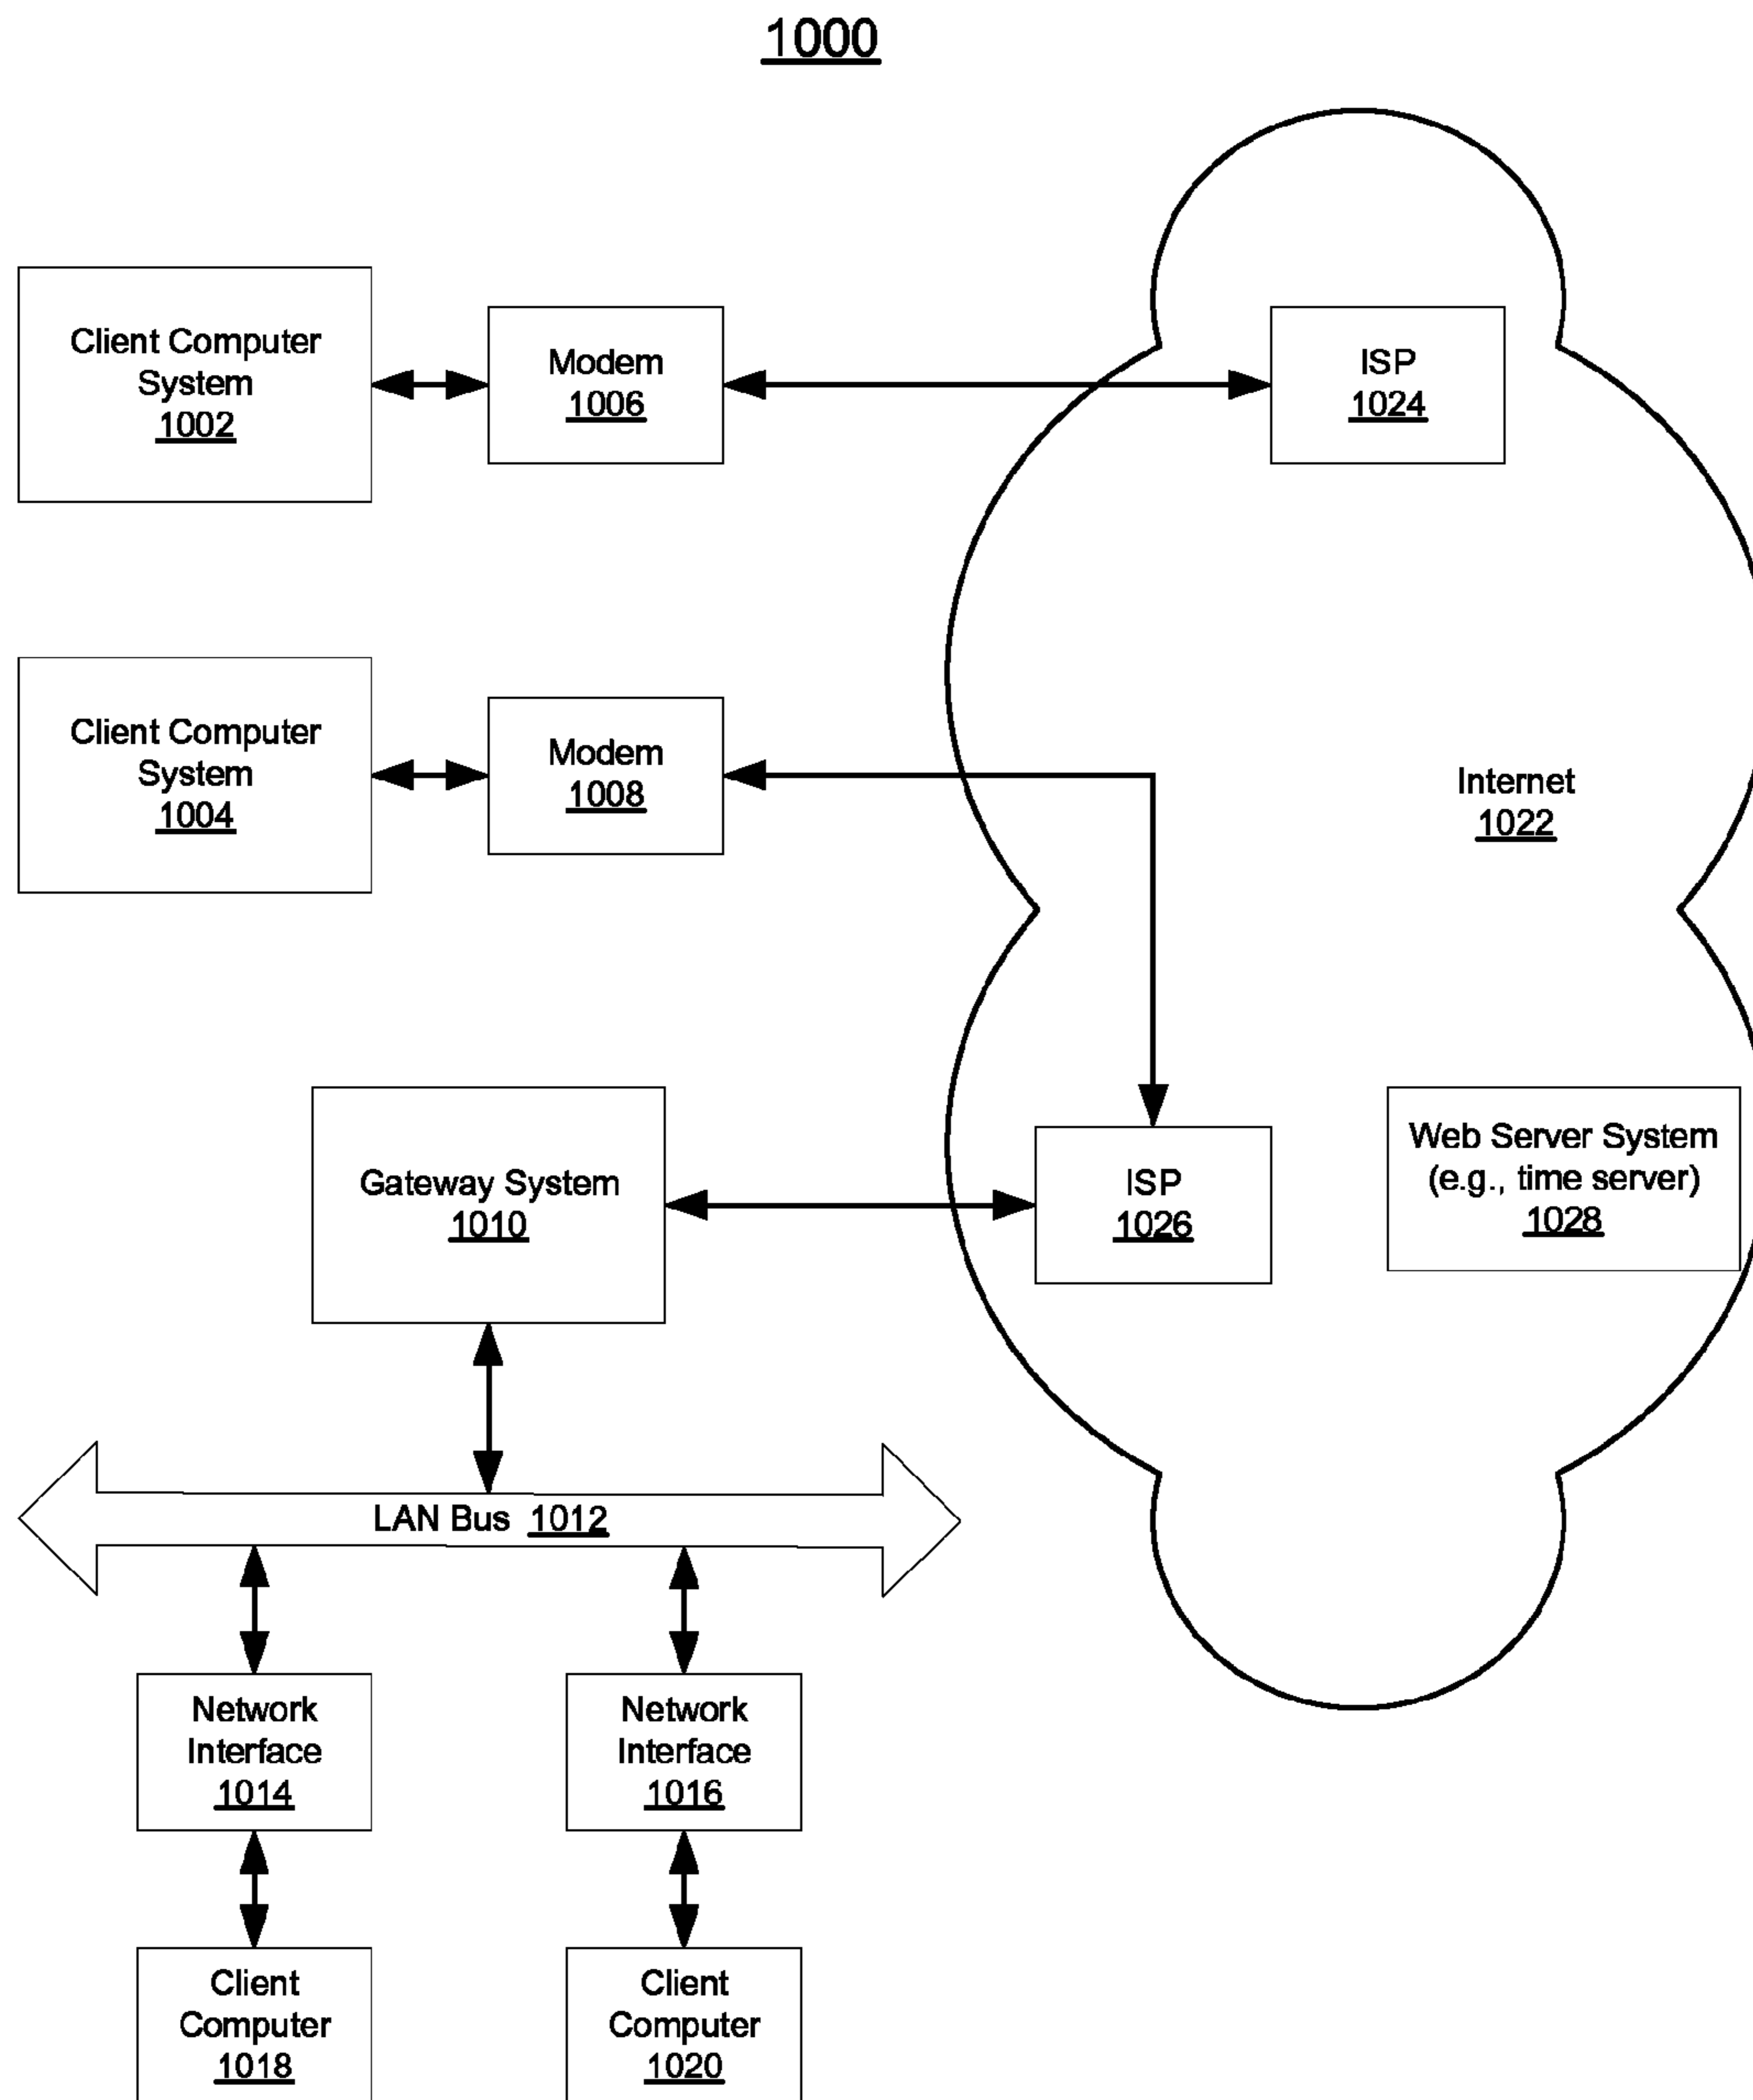 1000
Client Computer
System
1002
Modem
1006
ISP
1024
Client Computer
System
1004
Modem
1008
Internet
1022
Gateway System
1010
ISP
1026
Web Server System
(e.g., time server)
1028
LAN Bus 1012
Network
Interface
1014
Network
Interface
1016
Client
Computer
1018
Client
Computer
1020